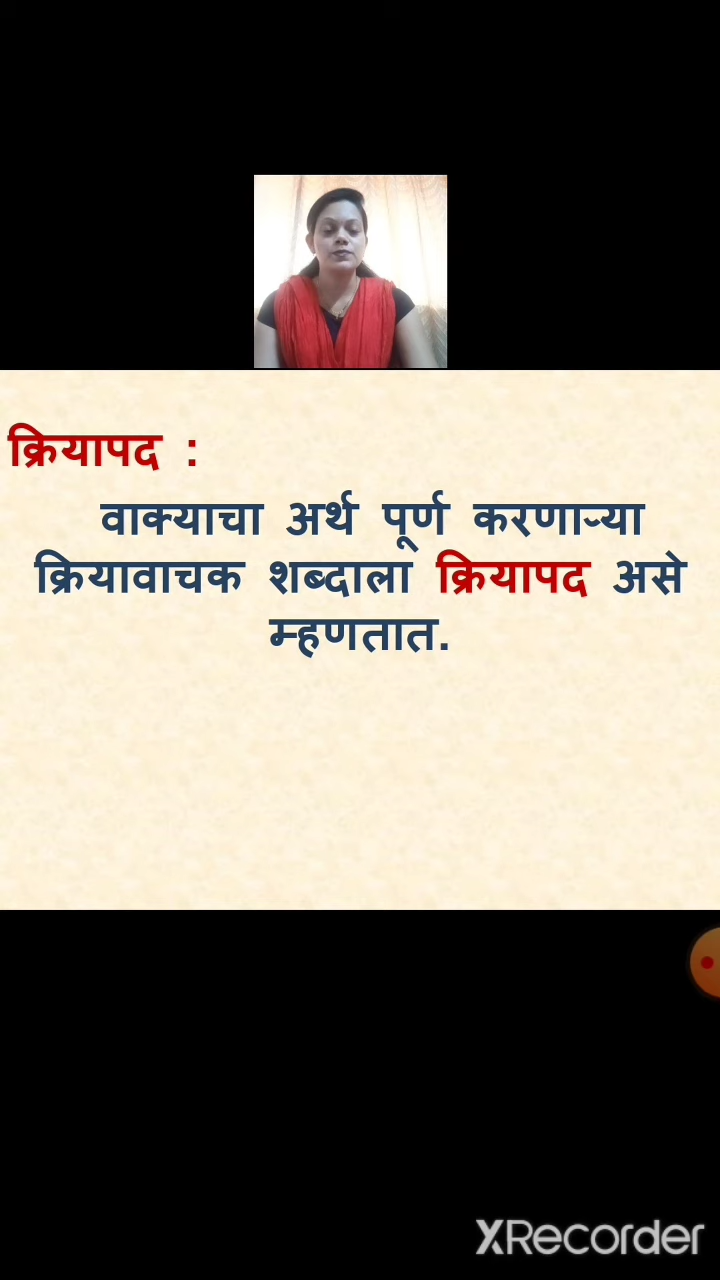 क्रियापद :
वाक्याचा अर्थ पूर्ण करणाऱ्या
क्रियावाचक शब्दाला क्रियापद असे
म्हणतात.
XRecorder